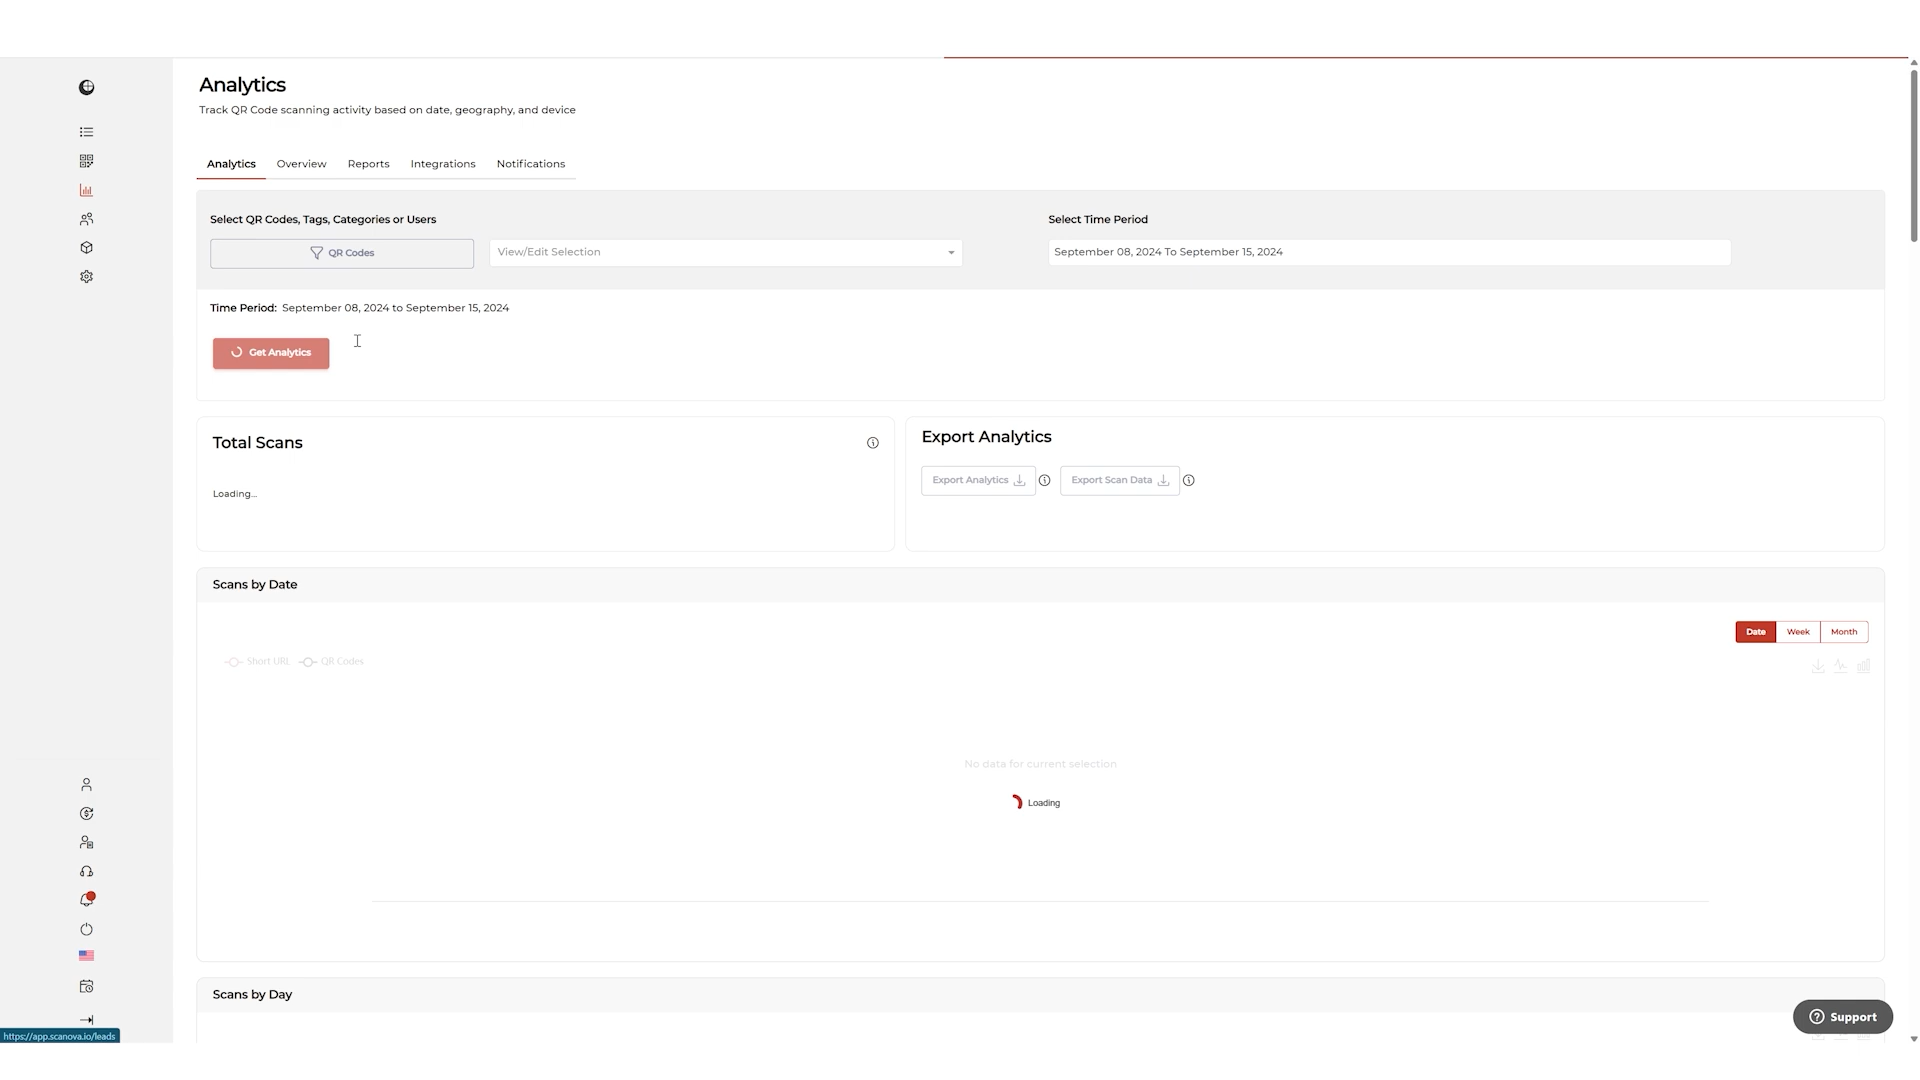 Analytics
Track QR Code scanning activity based on date, geography, and device
Analytics Overview Reports Integrations Notifications
Select QR Codes, Tags, Categories or Users
Select Time Period
QR Codes
View/Edit Selection
September 08, 2024 To September 15, 2024
Time Period: September 08, 2024 to September 15, 2024
Get Analytics
Total Scans
Export Analytics
Loading...
Export Analytics
Export Scan Data
Scans by Date
Date Week Month
Short URL QR Codes
No data for current selection
Loading
Scans by Day
Support
https://app.scanova.io/leads